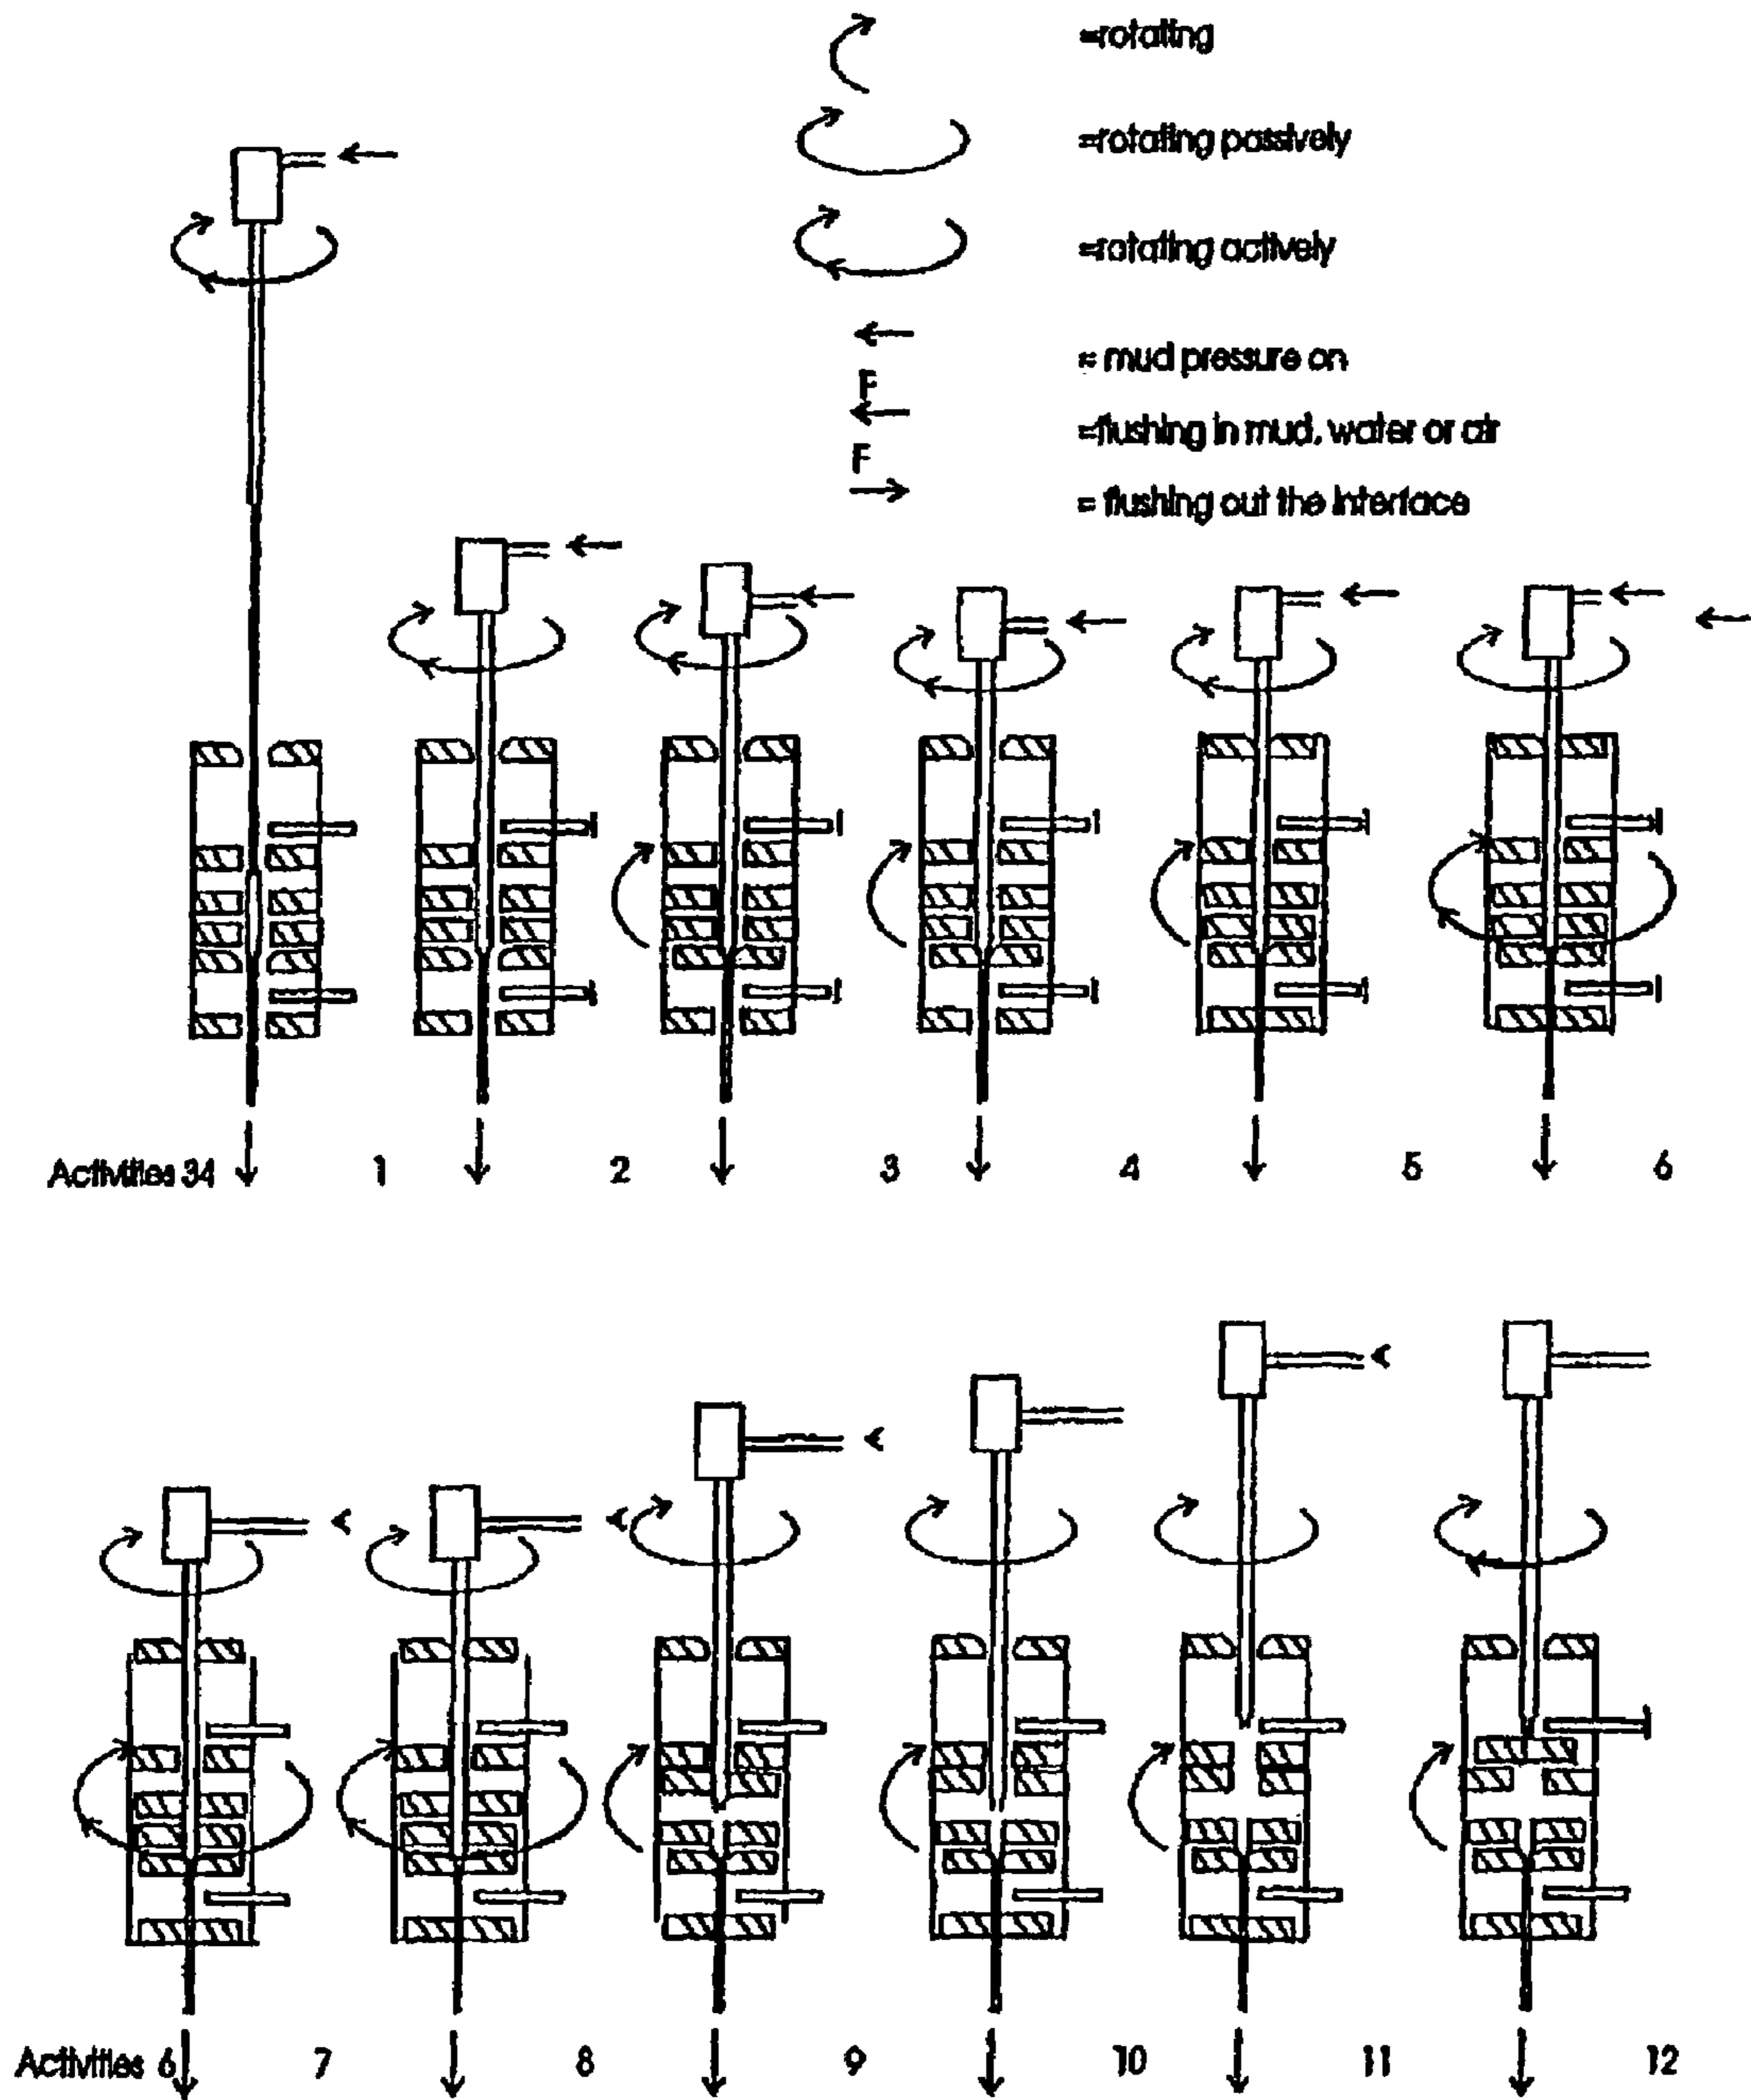 =rotating
=rotating passively
=rotating actively
= mud pressure on
F
=flushing in mud, water or air
F
= flushing out the interface
Activities 34 1 2 3 4 5 6
Activities 6 7 8 9 10 11 12